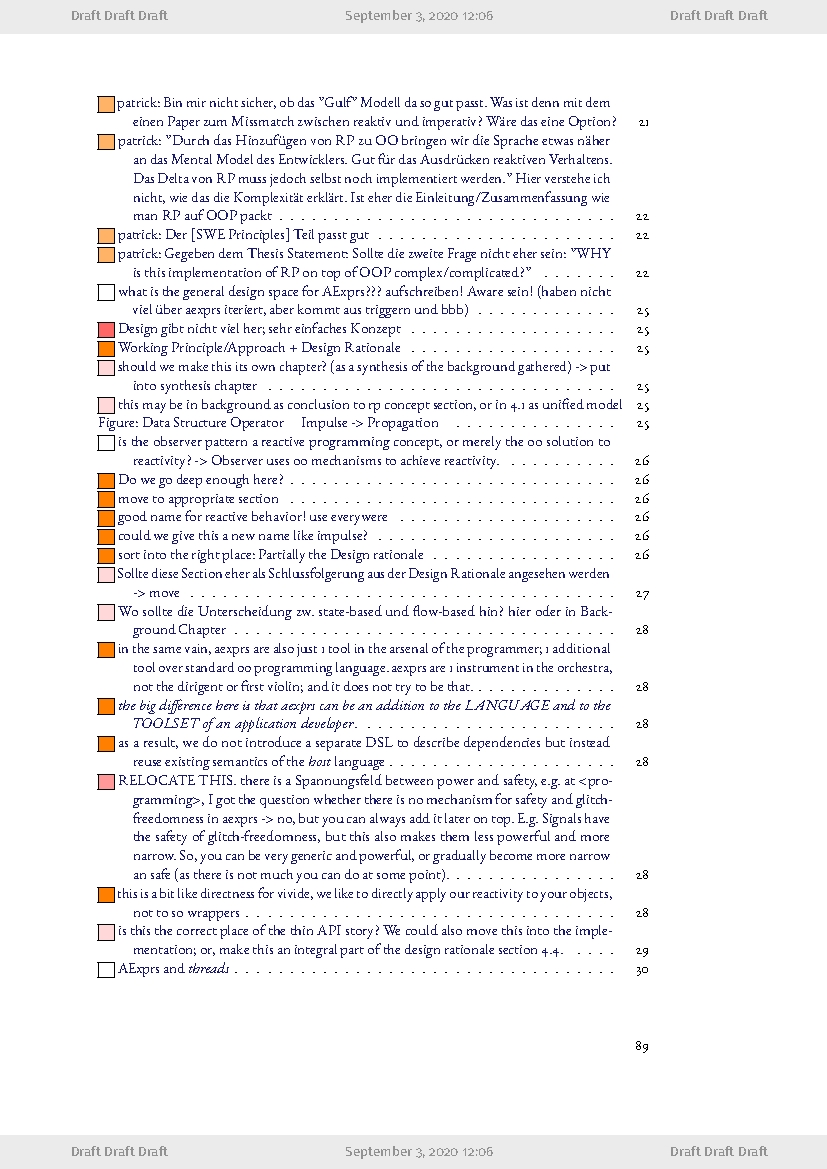 Draft Draft Draft September 3, 2020 12:06 Draft Draft Draft
patrick: Bin mir nicht sicher, ob das "Gulf" Modell da so gut passt. Was ist denn mit dem
einen Paper zum Missmatch zwischen reaktiv und imperativ? Wäre das eine Option? 21
patrick: "Durch das Hinzufügen von RP zu OO bringen wir die Sprache etwas näher
an das Mental Model des Entwicklers. Gut für das Ausdrücken reaktiven Verhaltens.
Das Delta von RP muss jedoch selbst noch implementiert werden." Hier verstehe ich
nicht, wie das die Komplexität erklärt. Ist eher die Einleitung/Zusammenfassung wie
man RP auf OOP packt . . . . . . . . . . . . . . . . . . . . . . . . . . . . . . . . 22
patrick: Der [SWE Principles] Teil passt gut . . . . . . . . . . . . . . . . . . . . . . . 22
patrick: Gegeben dem Thesis Statement: Sollte die zweite Frage nicht eher sein: "WHY
is this implementation of RP on top of OOP complex/complicated?" . . . . . . . 22
what is the general design space for AExprs??? aufschreiben! Aware sein! (haben nicht
viel über aexprs iteriert, aber kommt aus triggern und bbb) . . . . . . . . . . . . . 25
Design gibt nicht viel her; sehr einfaches Konzept . . . . . . . . . . . . . . . . . . . . 25
Working Principle/Approach + Design Rationale . . . . . . . . . . . . . . . . . . . . 25
should we make this its own chapter? (as a synthesis of the background gathered) -> put
into synthesis chapter . . . . . . . . . . . . . . . . . . . . . . . . . . . . . . . . . 25
this may be in background as conclusion to rp concept section, or in 4.1 as unified model 25
Figure: Data Structure Operator Impulse -> Propagation . . . . . . . . . . . . . . . . 25
is the observer pattern a reactive programming concept, or merely the oo solution to
reactivity? -> Observer uses oo mechanisms to achieve reactivity. . . . . . . . . . . 26
Do we go deep enough here? . . . . . . . . . . . . . . . . . . . . . . . . . . . . . . . 26
move to appropriate section . . . . . . . . . . . . . . . . . . . . . . . . . . . . . . . 26
good name for reactive behavior! use everywere . . . . . . . . . . . . . . . . . . . . . 26
could we give this a new name like impulse? . . . . . . . . . . . . . . . . . . . . . . . 26
sort into the right place: Partially the Design rationale . . . . . . . . . . . . . . . . . . 26
Sollte diese Section eher als Schlussfolgerung aus der Design Rationale angesehen werden
-> move . . . . . . . . . . . . . . . . . . . . . . . . . . . . . . . . . . . . . . . . . 27
Wo sollte die Unterscheidung zw. state-based und flow-based hin? hier oder in Back-
ground Chapter . . . . . . . . . . . . . . . . . . . . . . . . . . . . . . . . . . . . 28
in the same vain, aexprs are also just 1 tool in the arsenal of the programmer; 1 additional
tool over standard oo programming language. aexprs are 1 instrument in the orchestra,
not the dirigent or first violin; and it does not try to be that. . . . . . . . . . . . . . . 28
the big difference here is that aexprs can be an addition to the LANGUAGE and to the
TOOLSET of an application developer. . . . . . . . . . . . . . . . . . . . . . . . . 28
as a result, we do not introduce a separate DSL to describe dependencies but instead
reuse existing semantics of the host language . . . . . . . . . . . . . . . . . . . . . . 28
RELOCATE THIS. there is a Spannungsfeld between power and safety, e.g. at <pro-
gramming>, I got the question whether there is no mechanism for safety and glitch-
freedomness in aexprs -> no, but you can always add it later on top. E.g. Signals have
the safety of glitch-freedomness, but this also makes them less powerful and more
narrow. So, you can be very generic and powerful, or gradually become more narrow
an safe (as there is not much you can do at some point). . . . . . . . . . . . . . . . . 28
this is a bit like directness for vivide, we like to directly apply our reactivity to your objects,
not to so wrappers . . . . . . . . . . . . . . . . . . . . . . . . . . . . . . . . . . . 28
is this the correct place of the thin API story? We could also move this into the imple-
mentation; or, make this an integral part of the design rationale section 4.4. . . . . . 29
AExprs and threads . . . . . . . . . . . . . . . . . . . . . . . . . . . . . . . . . . . . 30
89
Draft Draft Draft September 3, 2020 12:06 Draft Draft Draft